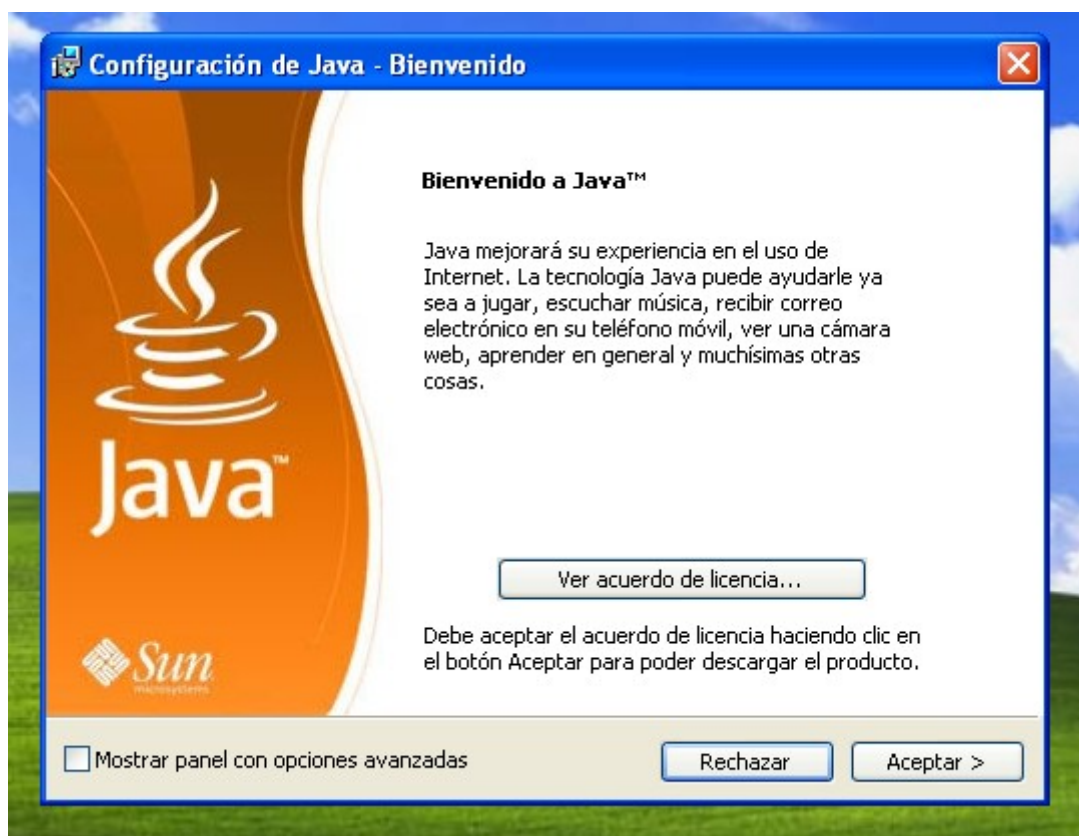 Configuración de Java - Bienvenido
Bienvenido a Java™
Java mejorará su experiencia en el uso de
Internet. La tecnología Java puede ayudarle ya
sea a jugar, escuchar música, recibir correo
electrónico en su teléfono móvil, ver una cámara
web, aprender en general y muchísimas otras
cosas.
Java™
Ver acuerdo de licencia...
Debe aceptar el acuerdo de licencia haciendo clic en
el botón Aceptar para poder descargar el producto.
Sun
microsystems
Mostrar panel con opciones avanzadas
Rechazar
Aceptar >